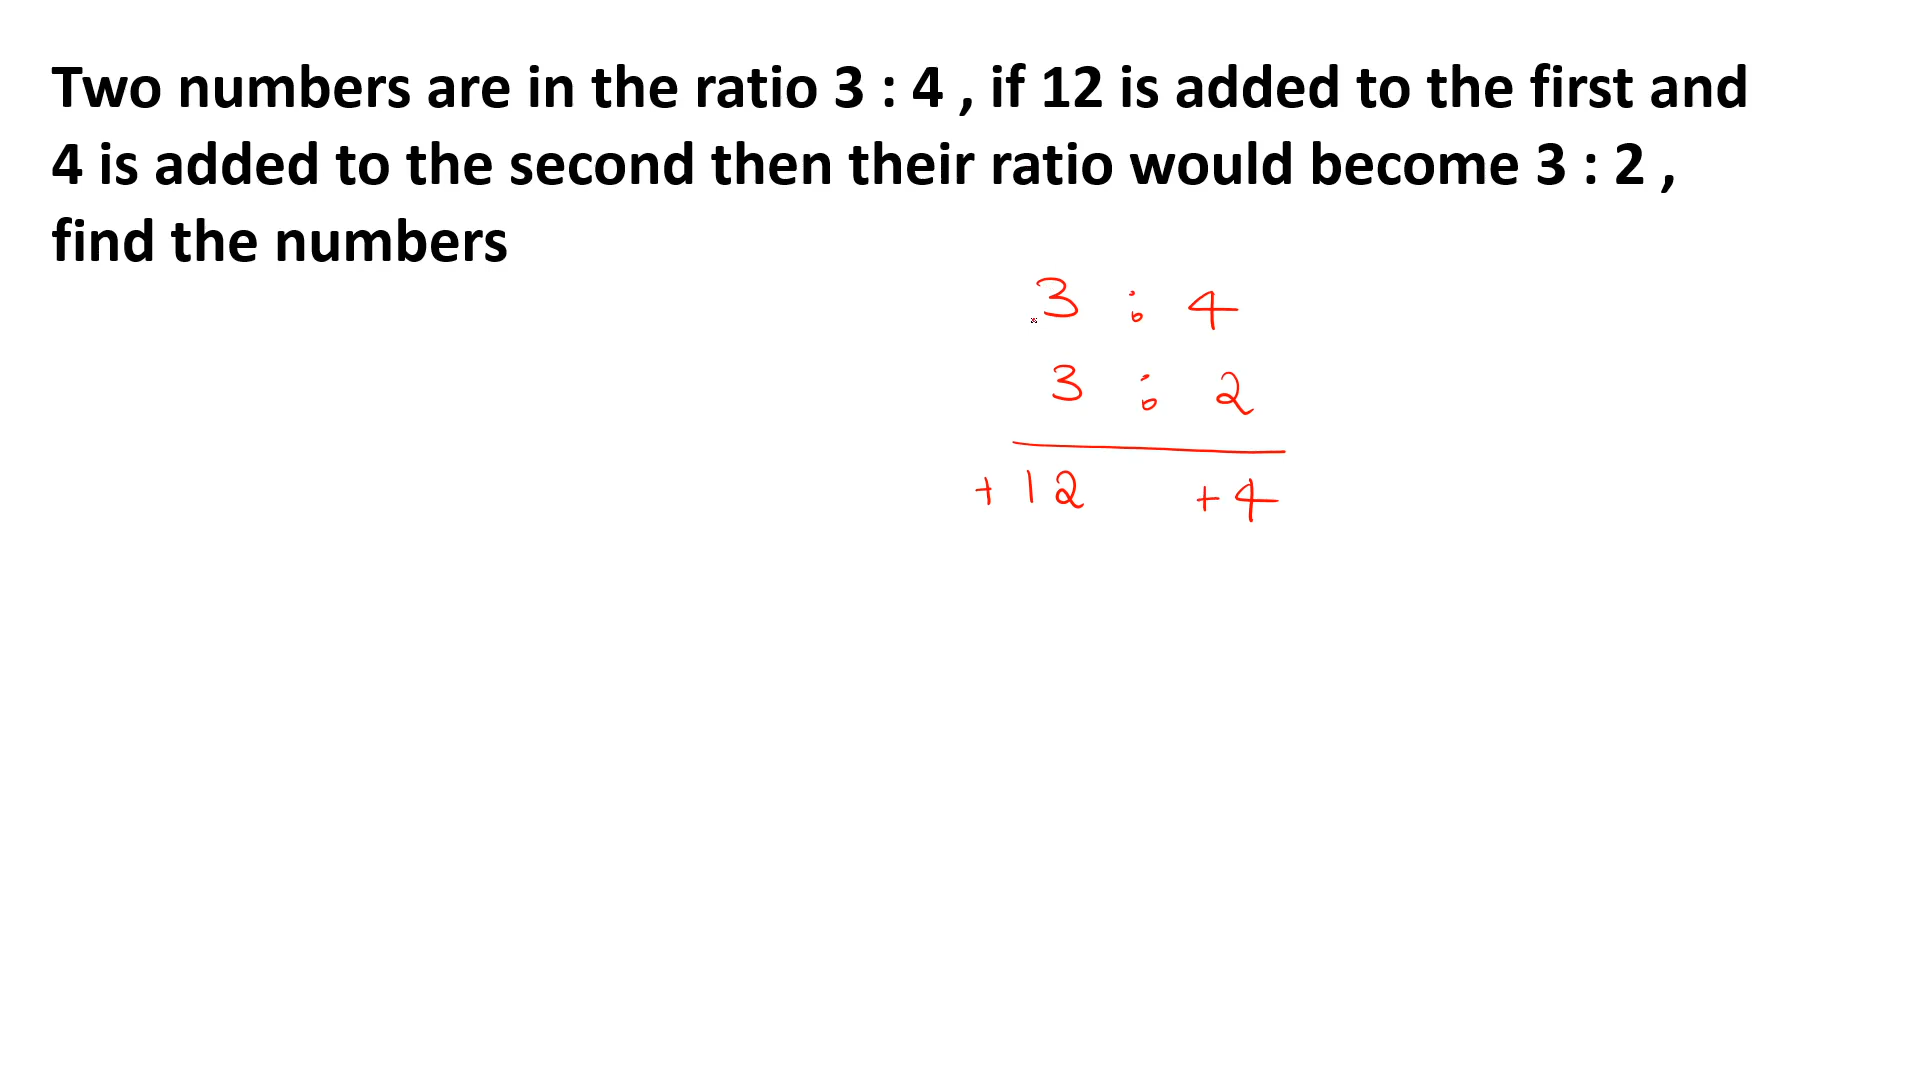 Two numbers are in the ratio 3 : 4 , if 12 is added to the first and
4 is added to the second then their ratio would become 3 : 2 ,
find the numbers
3 : 4
3 : 2
+ 12 + 4